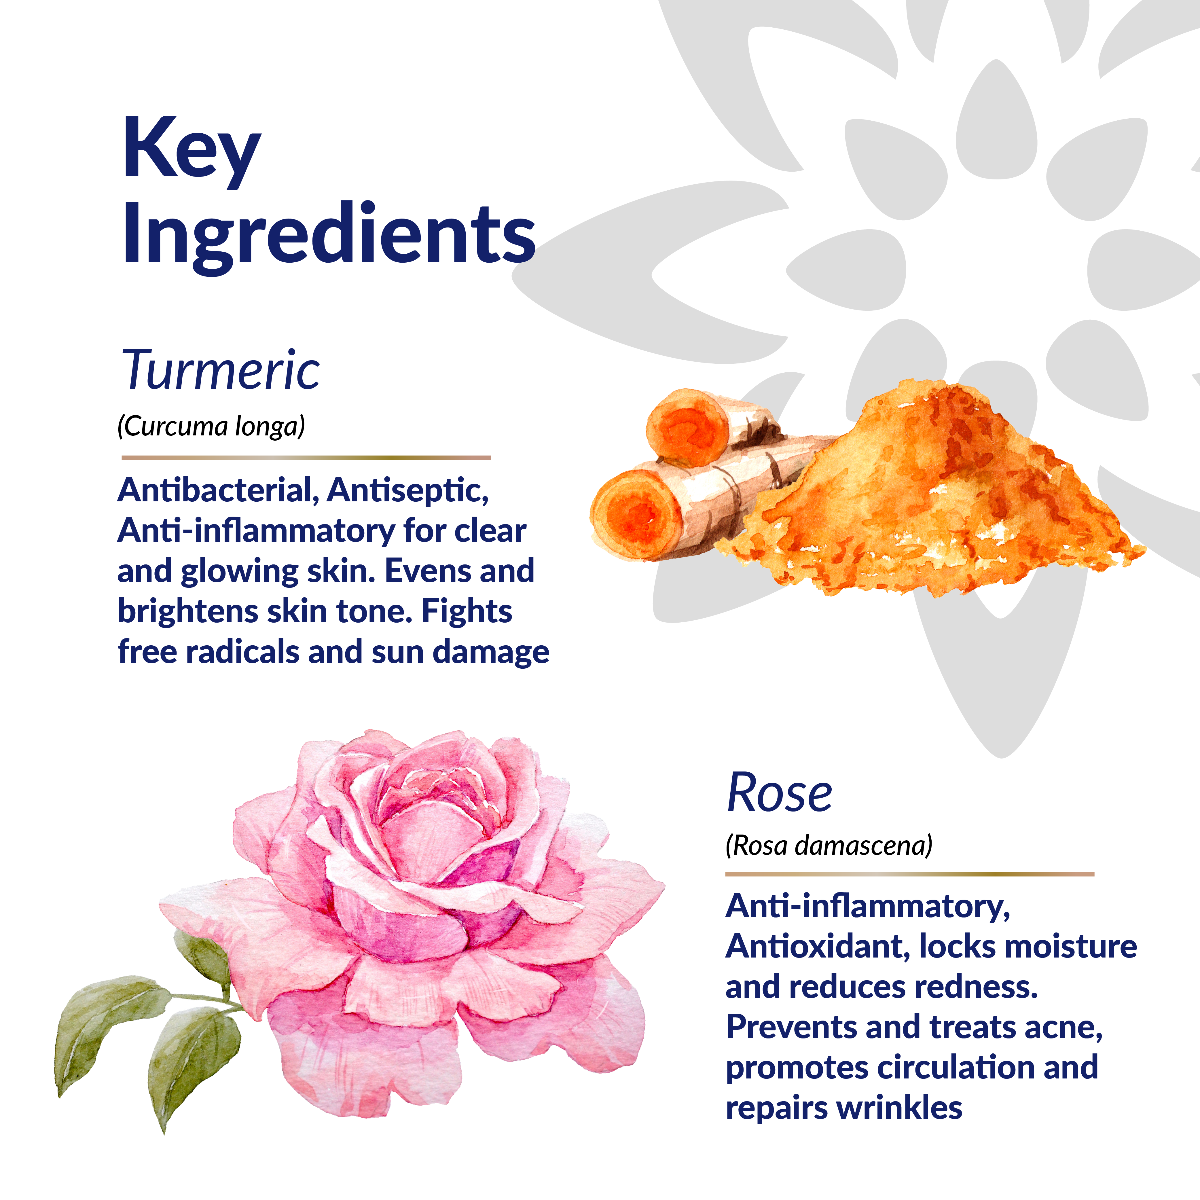 Key
Ingredients
Turmeric
(Curcuma longa)
Antibacterial, Antiseptic,
Anti-inflammatory for clear
and glowing skin. Evens and
brightens skin tone. Fights
free radicals and sun damage
Rose
(Rosa damascena)
Anti-inflammatory,
Antioxidant, locks moisture
and reduces redness.
Prevents and treats acne,
promotes circulation and
repairs wrinkles